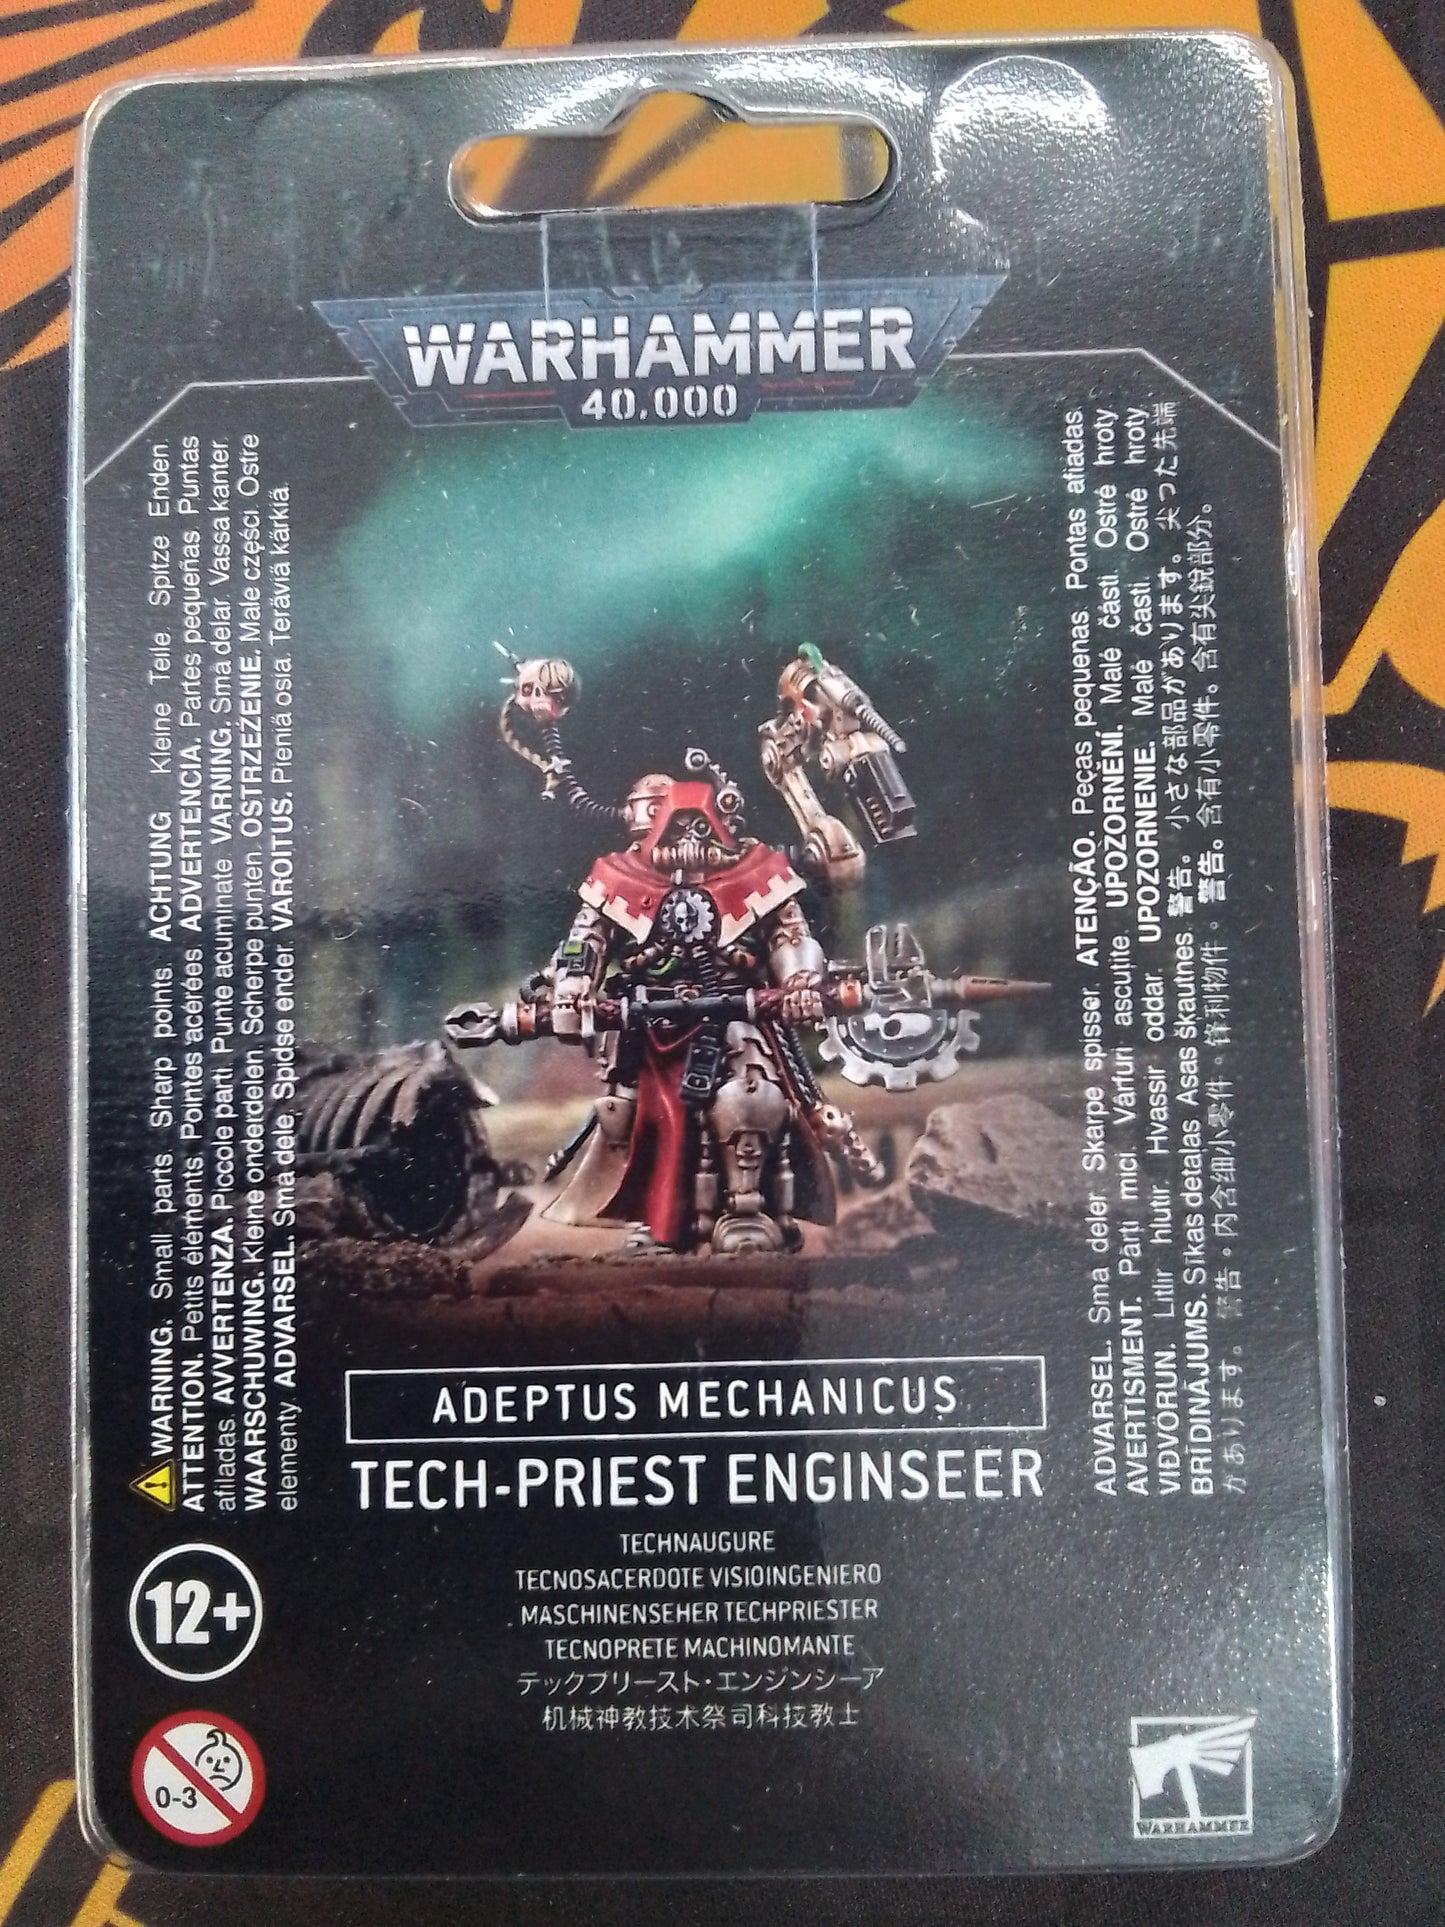 WARHAMMER
40,000
WARNING. Small parts. Sharp points. ACHTUNG Kleine Teile. Spitze Enden.
ATTENTION. Petits éléments. Pointes acérées. ADVERTENCIA. Partes pequeñas. Puntas
afiladas. AVVERTENZA. Piccole parti. Punte acuminate. VARNING. Små delar. Vassa kanter.
WAARSCHUWING. Kleine onderdelen. Scherpe punten. OSTRZEŻENIE. Małe części. Ostre
elementy. ADVARSEL. Små dele. Spidse ender. VAROITUS. Pieniä osia. Teräviä kärkiä.
ADVARSEL. Små deler. Skarpe spisser. ATENÇÃO. Peças pequenas. Pontas afiadas.
AVERTISMENT. Părți mici. Vârfuri ascuțite. UPOZORNĚNÍ. Malé části. Ostré hroty.
VIÐVÖRUN. Litlir hlutir. Hvassir oddar. UPOZORNENIE. Malé časti. Ostré hroty.
BRĪDINĀJUMS. Sīkas detaļas. Asas šķautnes. 警告。小さな部品があります。尖った先端
があります。警告。内含细小零件。锋利物件。警告。含有小零件。含有尖銳部分。
ADEPTUS MECHANICUS
TECH-PRIEST ENGINSEER
TECHNAUGURE
TECNOSACERDOTE VISIOINGENIERO
MASCHINENSEHER TECHPRIESTER
TECNOPRETE MACHINOMANTE
テックプリースト・エンジンシーア
机械神教技术祭司科技教士
12+
0-3
WARHAMMER